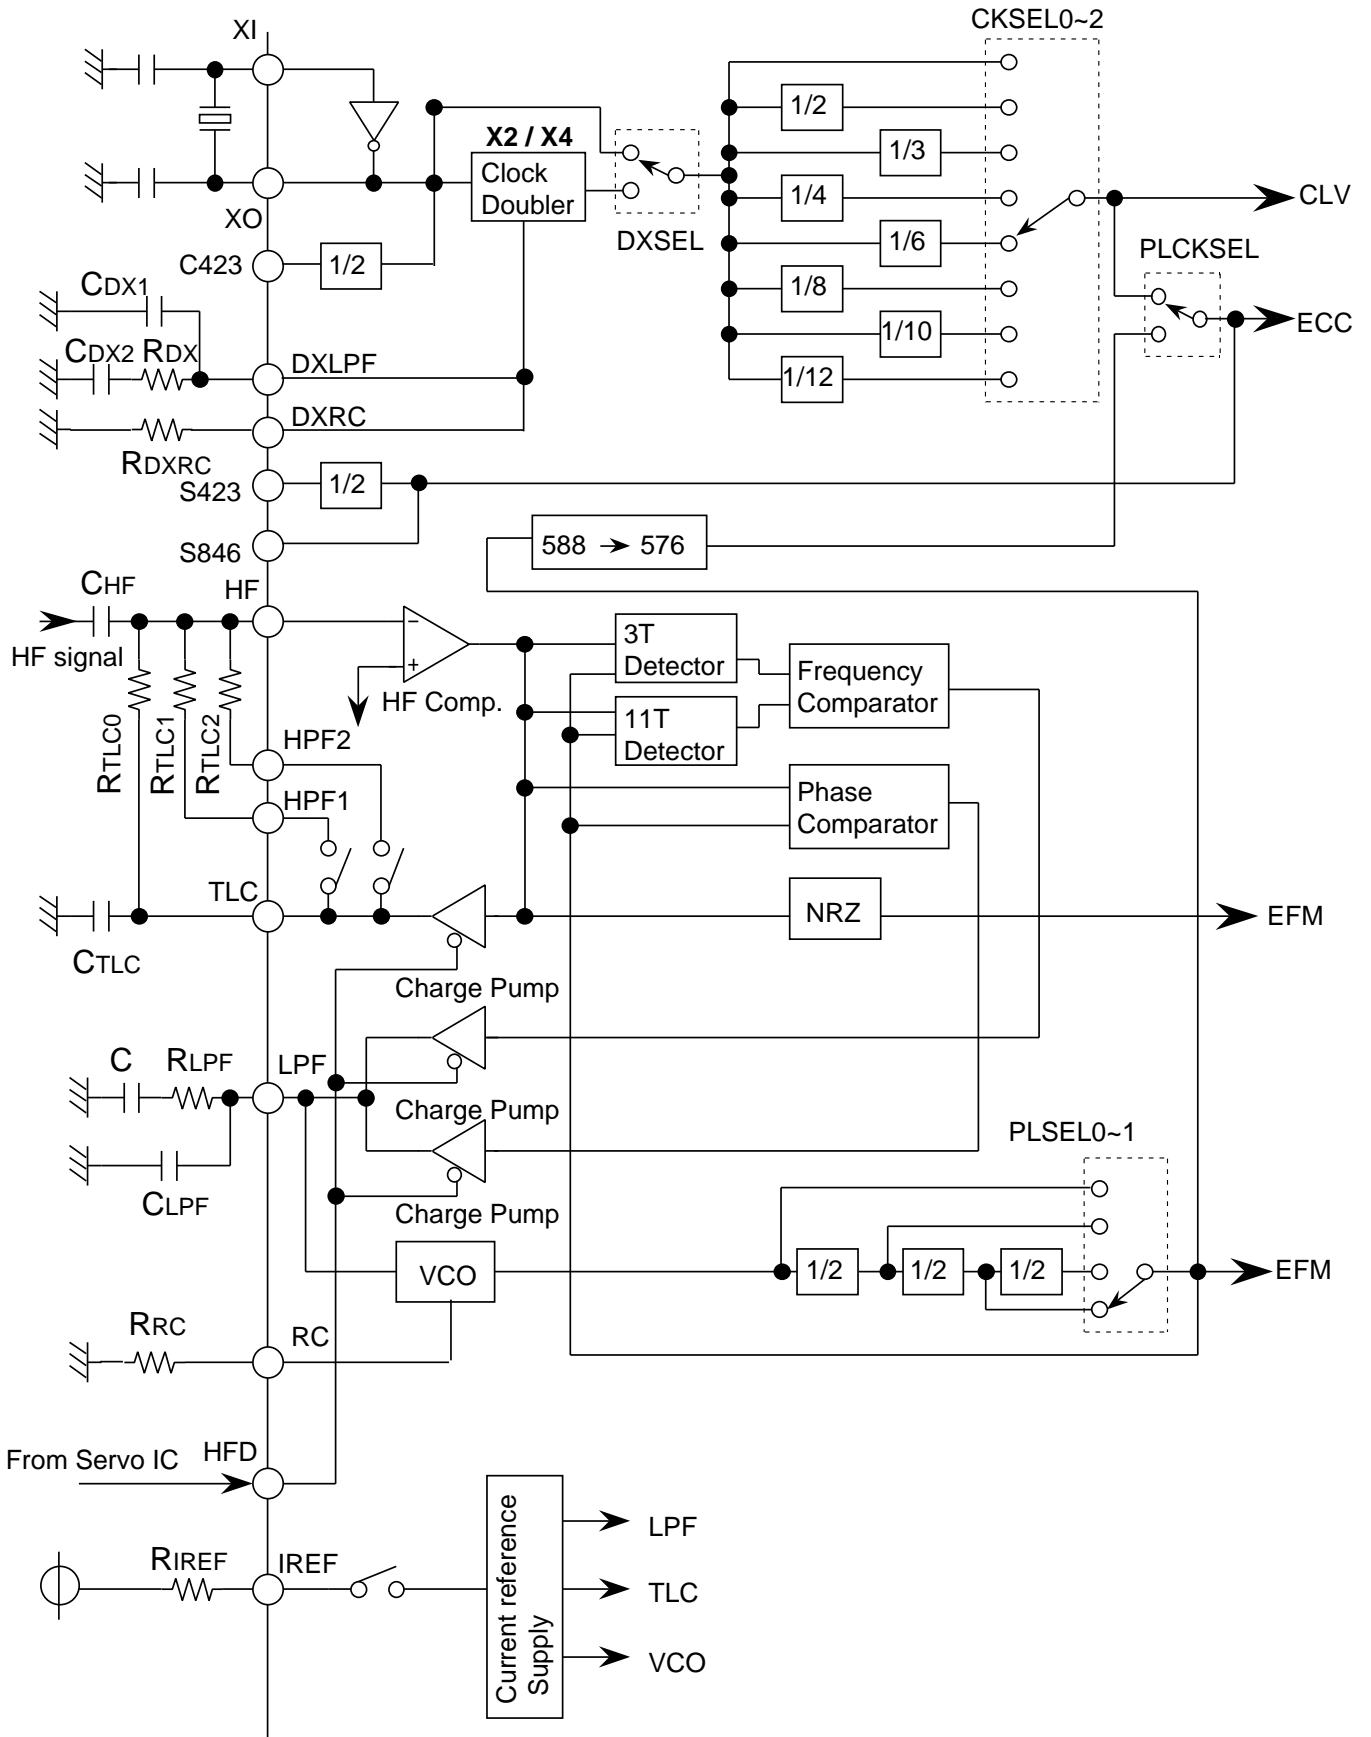 XI
CKSEL0~2
X2 / X4
Clock
Doubler
XO
C423
1/2
DXSEL
1/2
1/3
1/4
1/6
1/8
1/10
1/12
CLV
PLCKSEL
ECC
CDX1
CDX2 RDX
DXLPF
DXRC
RDXRC
S423
1/2
S846
588 → 576
CHF
HF
HF signal
RTLC0
RTLC1
RTLC2
−
+
HF Comp.
3T
Detector
11T
Detector
Frequency
Comparator
HPF2
HPF1
Phase
Comparator
TLC
CTLC
NRZ
EFM
Charge Pump
C
RLPF
LPF
Charge Pump
CLPF
Charge Pump
PLSEL0~1
VCO
1/2
1/2
1/2
EFM
RRC
RC
From Servo IC
HFD
RIREF
IREF
Current reference
Supply
LPF
TLC
VCO